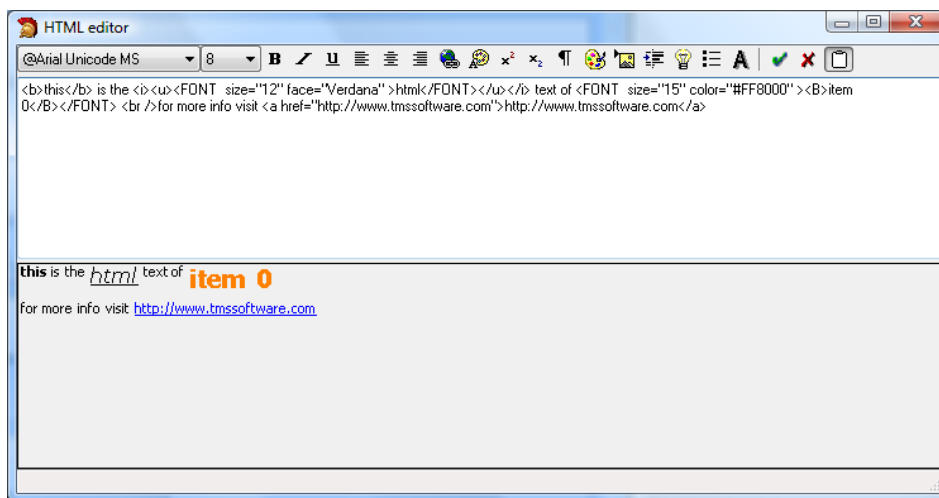 HTML editor
@Arial Unicode MS 8 B I U x² x₂ ¶ A
<b>this</b> is the <i><u><FONT size="12" face="Verdana" >html</FONT></u></i> text of <FONT size="15" color="#FF8000" ><B>item
0</B></FONT> <br />for more info visit <a href="http://www.tmssoftware.com">http://www.tmssoftware.com</a>
this is the html text of item 0
for more info visit http://www.tmssoftware.com